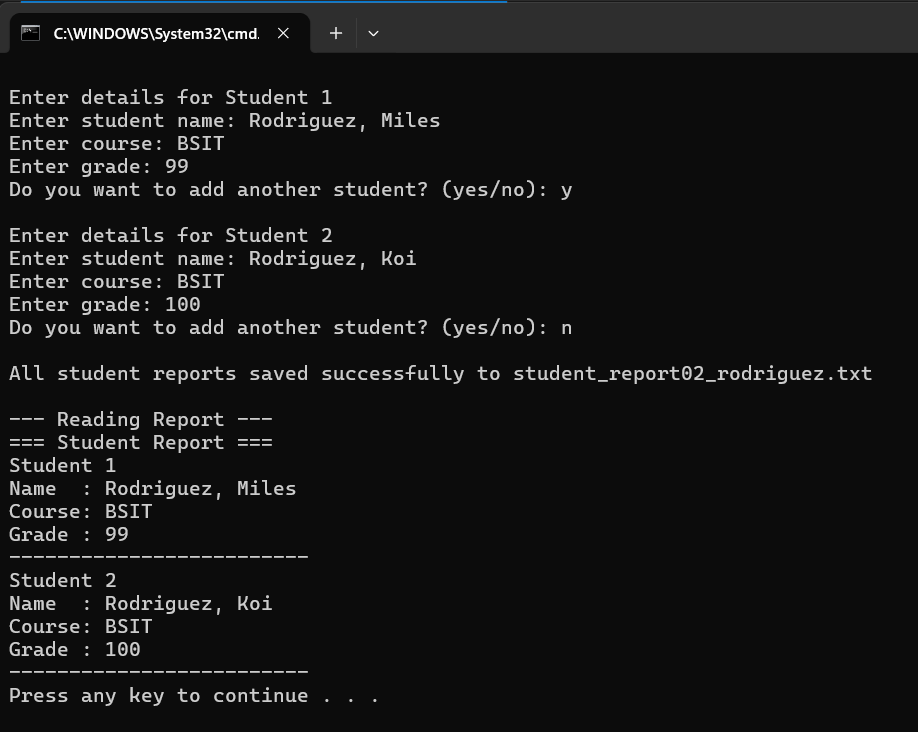 C:\WINDOWS\System32\cmd.
Enter details for Student 1
Enter student name: Rodriguez, Miles
Enter course: BSIT
Enter grade: 99
Do you want to add another student? (yes/no): y
Enter details for Student 2
Enter student name: Rodriguez, Koi
Enter course: BSIT
Enter grade: 100
Do you want to add another student? (yes/no): n
All student reports saved successfully to student_report02_rodriguez.txt
--- Reading Report ---
=== Student Report ===
Student 1
Name  : Rodriguez, Miles
Course: BSIT
Grade : 99
-------------------------
Student 2
Name  : Rodriguez, Koi
Course: BSIT
Grade : 100
-------------------------
Press any key to continue . . .